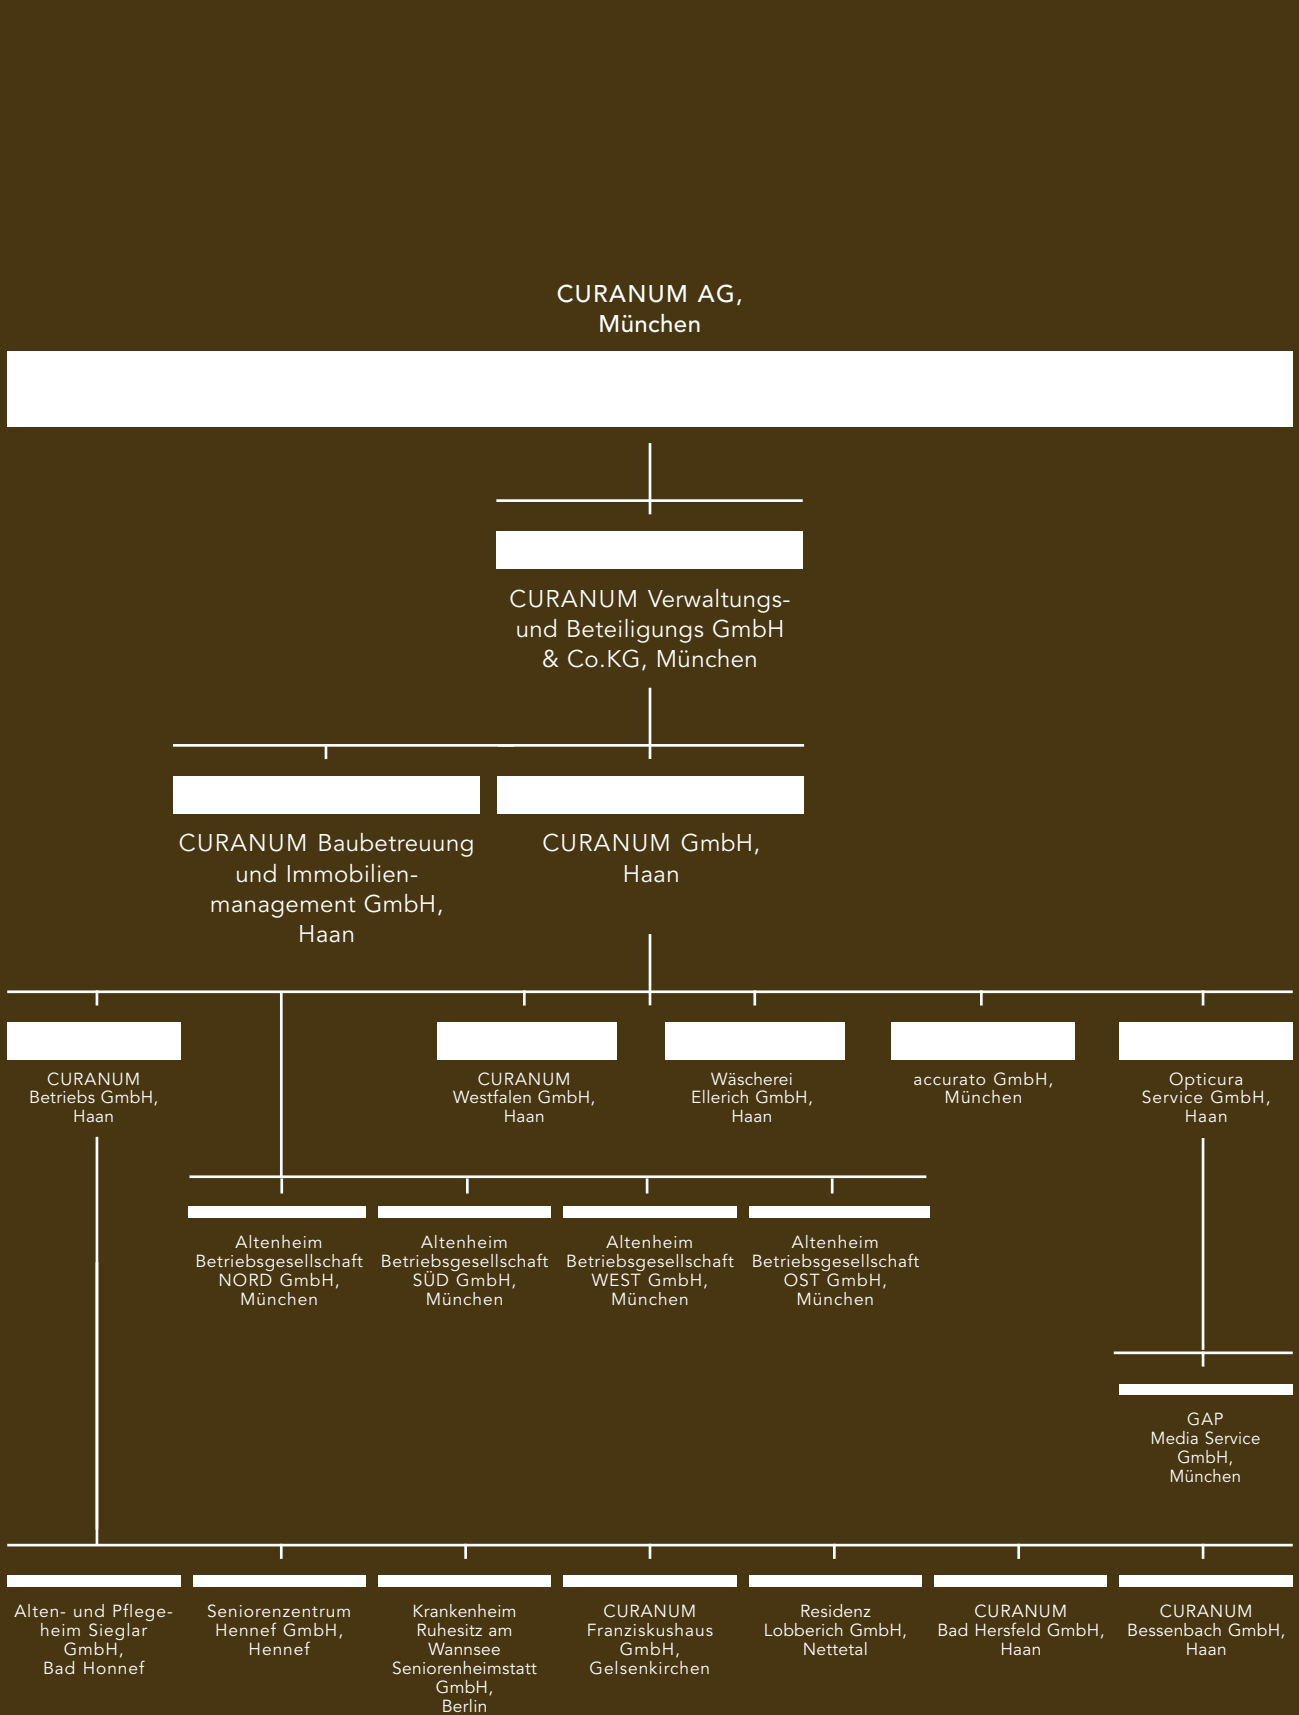 CURANUM AG,
München
CURANUM Verwaltungs-
und Beteiligungs GmbH
& Co.KG, München
CURANUM Baubetreuung
und Immobilien-
management GmbH,
Haan
CURANUM GmbH,
Haan
CURANUM
Betriebs GmbH,
Haan
CURANUM
Westfalen GmbH,
Haan
Wäscherei
Ellerich GmbH,
Haan
accurato GmbH,
München
Opticura
Service GmbH,
Haan
Altenheim
Betriebsgesellschaft
NORD GmbH,
München
Altenheim
Betriebsgesellschaft
SÜD GmbH,
München
Altenheim
Betriebsgesellschaft
WEST GmbH,
München
Altenheim
Betriebsgesellschaft
OST GmbH,
München
GAP
Media Service
GmbH,
München
Alten- und Pflege-
heim Sieglar
GmbH,
Bad Honnef
Seniorenzentrum
Hennef GmbH,
Hennef
Krankenheim
Ruhesitz am
Wannsee
Seniorenheimstatt
GmbH,
Berlin
CURANUM
Franziskushaus
GmbH,
Gelsenkirchen
Residenz
Lobberich GmbH,
Nettetal
CURANUM
Bad Hersfeld GmbH,
Haan
CURANUM
Bessenbach GmbH,
Haan